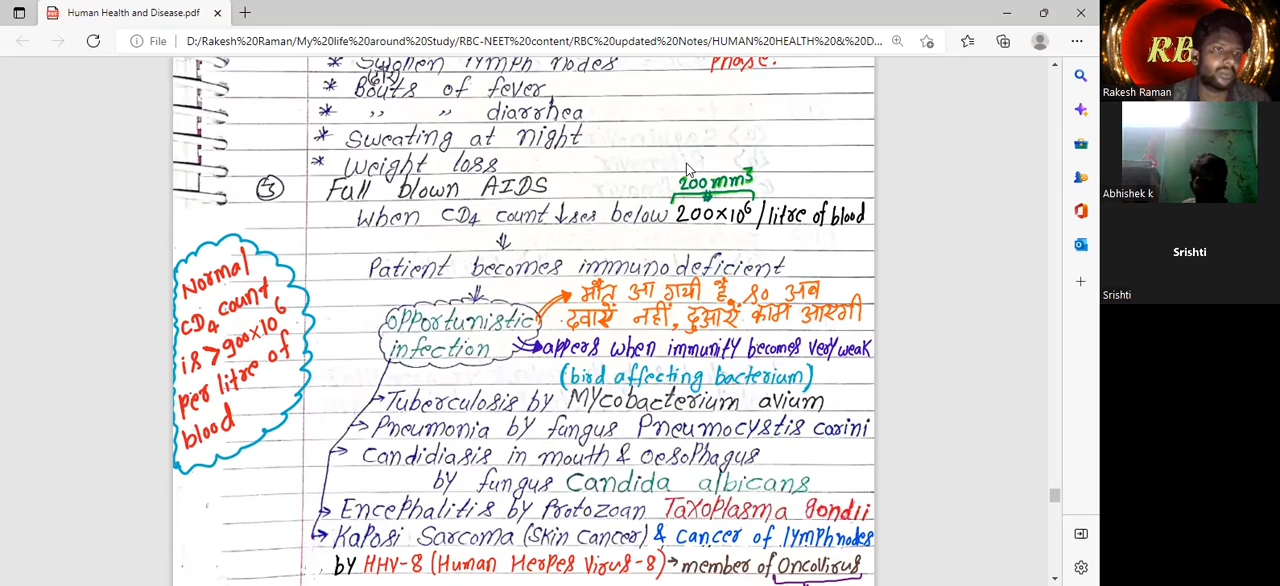 Human Health and Disease.pdf
File
D:/Rakesh%20Raman/My%20life%20around%20Study/RBC-NEET%20content/RBC%20updated%20Notes/HUMAN%20HEALTH%20&%20D...
* Swollen lymph nodes
phase.
* Bouts of fever,
* ,, ,, diarrhea
* Sweating at night
* Weight loss
③ Full blown AIDS
200mm3
When CD4 count ↓ses below 200×10⁶/litre of blood
Patient becomes immunodeficient
Normal
CD4 count
is >900×10⁶
per litre of
blood
Opportunistic
infection
मौत आ गयी है, so अब
दवाएं नहीं, दुआएं काम आएगी
appers when immunity becomes very weak
(bird affecting bacterium)
Tuberculosis by Mycobacterium avium
Pneumonia by fungus Pneumocystis carini
Candidiasis in mouth & oesophagus
by fungus Candida albicans
Encephalitis by Protozoan Taxoplasma gondii
Kaposi Sarcoma (Skin cancer) & cancer of lymphnodes
by HHV-8 (Human Herpes Virus-8) → member of OncoVirus
RB
Rakesh Raman
Abhishek k
Srishti
Srishti